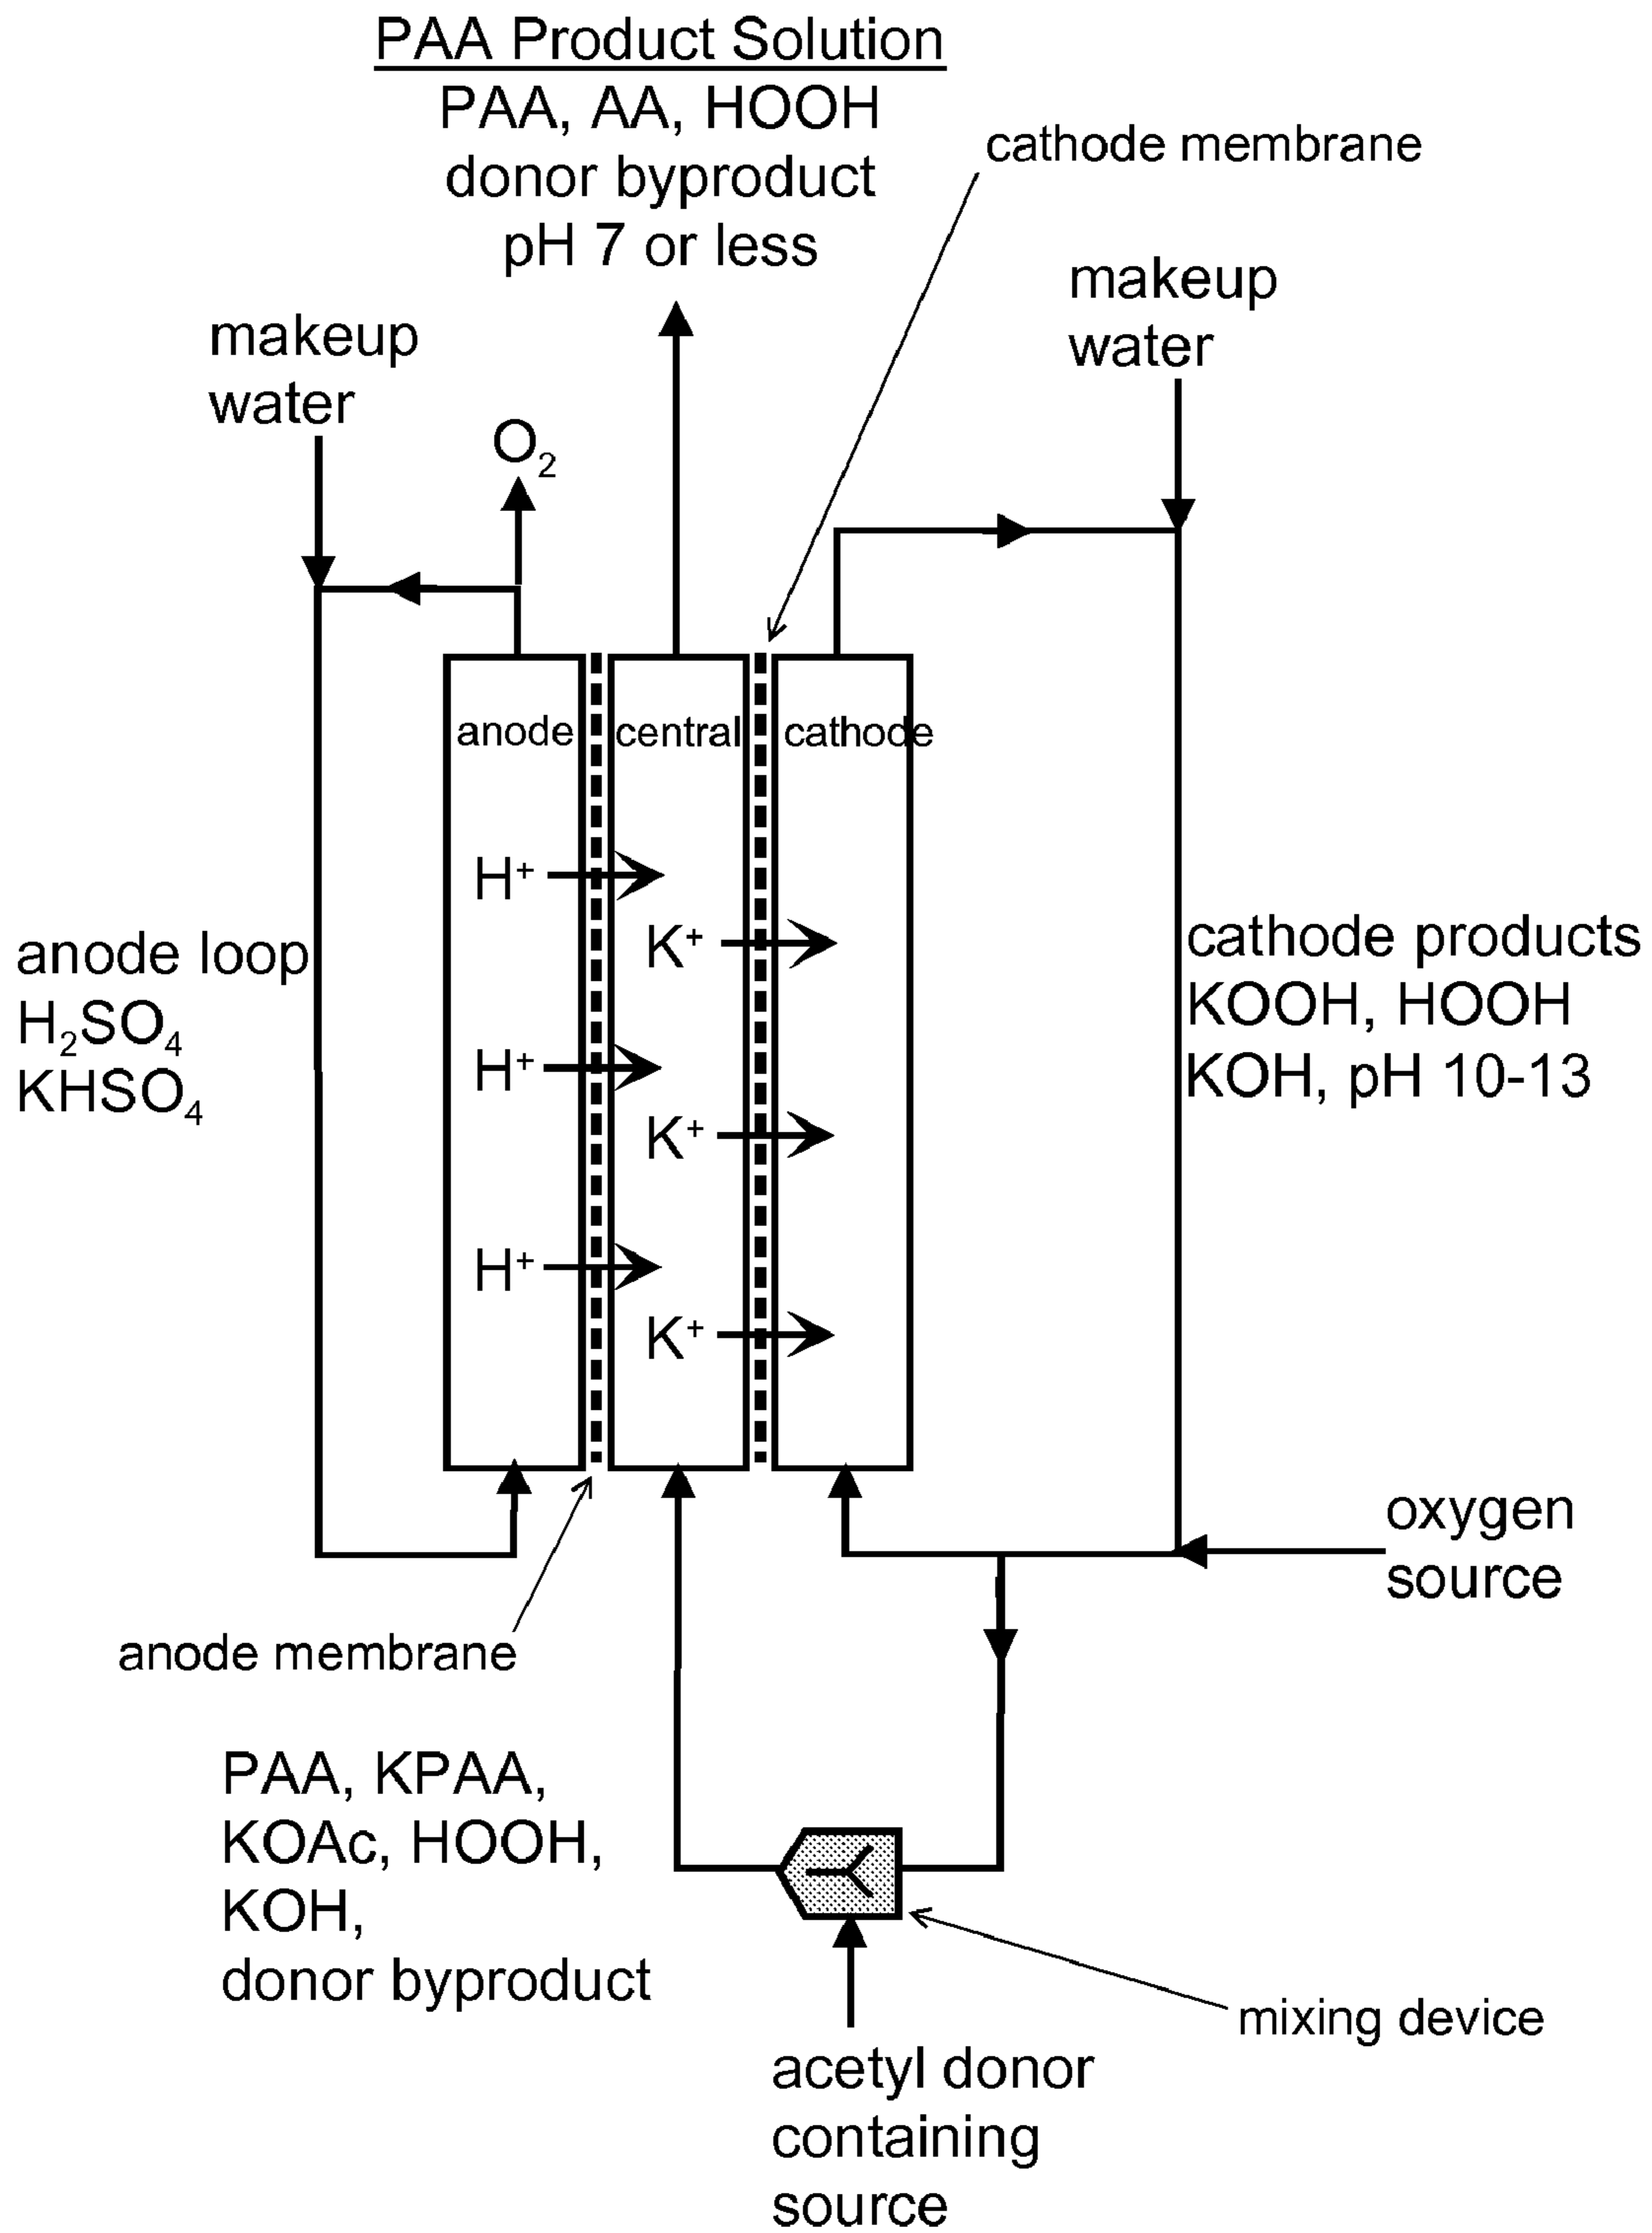 PAA Product Solution
PAA, AA, HOOH
donor byproduct
pH 7 or less
cathode membrane
makeup
water
makeup
water
O₂
anode
central
cathode
H⁺
K⁺
H⁺
K⁺
H⁺
K⁺
anode loop
H₂SO₄
KHSO₄
cathode products
KOOH, HOOH
KOH, pH 10-13
oxygen
source
anode membrane
PAA, KPAA,
KOAc, HOOH,
KOH,
donor byproduct
mixing device
acetyl donor
containing
source